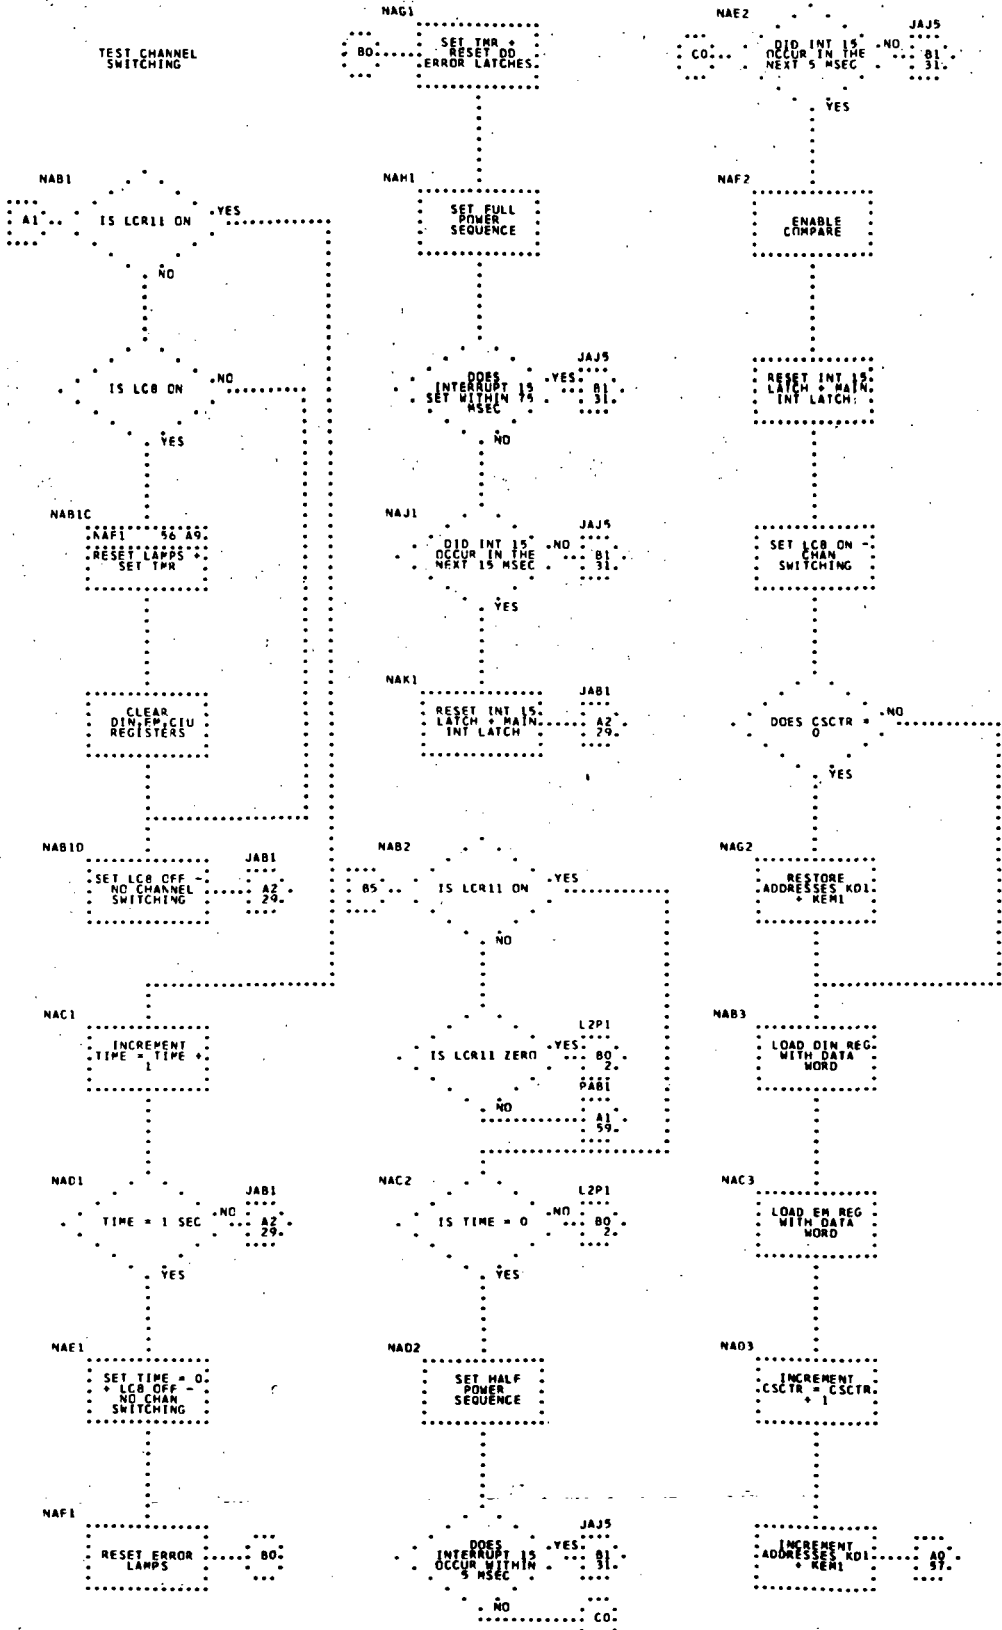 TEST CHANNEL
SWITCHING
NAB1
A1
IS LCR11 ON
YES
NO
IS LC8 ON
NO
YES
NAB1C
NAF1 56 A9
RESET LAMPS
SET TMR
CLEAR
DIN,EM,CIU
REGISTERS
NAB1D
SET LC8 OFF -
NO CHANNEL
SWITCHING
JAB1
A2
29
NAC1
INCREMENT
TIME = TIME +
1
NAD1
TIME = 1 SEC
NO
JAB1
A2
29
YES
NAE1
SET TIME = 0
+ LC8 OFF -
NO CHAN
SWITCHING
NAF1
RESET ERROR
LAMPS
B0
NAG1
B0
SET TMR +
RESET DD
ERROR LATCHES
NAH1
SET FULL
POWER
SEQUENCE
DOES
INTERRUPT 15
SET WITHIN 75
MSEC
YES
JAJ5
B1
31
NO
NAJ1
DID INT 15
OCCUR IN THE
NEXT 15 MSEC
NO
JAJ5
B1
31
YES
NAK1
RESET INT 15
LATCH + MAIN
INT LATCH
JAB1
A2
29
NAB2
B5
IS LCR11 ON
YES
NO
IS LCR11 ZERO
YES
L2P1
B0
2
NO
PAB1
A1
59
NAC2
IS TIME = 0
NO
L2P1
B0
2
YES
NAD2
SET HALF
POWER
SEQUENCE
DOES
INTERRUPT 15
OCCUR WITHIN
5 MSEC
YES
JAJ5
B1
31
NO
C0
NAE2
C0
DID INT 15
OCCUR IN THE
NEXT 5 MSEC
NO
JAJ5
B1
31
YES
NAF2
ENABLE
COMPARE
RESET INT 15
LATCH + MAIN
INT LATCH
SET LC8 ON -
CHAN
SWITCHING
DOES CSCTR =
0
NO
YES
NAG2
RESTORE
ADDRESSES KD1
+ KEM1
NAB3
LOAD DIN REG
WITH DATA
WORD
NAC3
LOAD EM REG
WITH DATA
WORD
NAD3
INCREMENT
CSCTR = CSCTR
+ 1
INCREMENT
ADDRESSES KD1
+ KEM1
A0
57